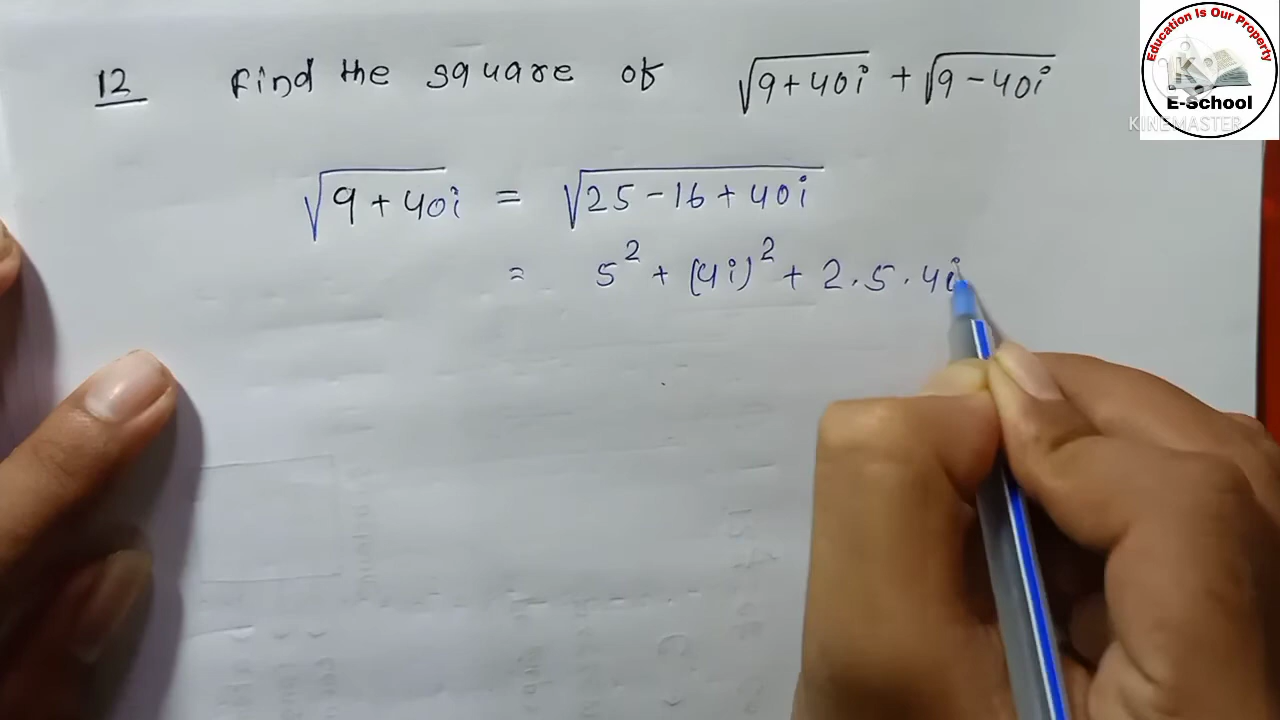 12 Find the square of √9+40i + √9-40i
√9+40i = √25-16+40i
= 5² + (4i)² + 2.5.4i
Education Is Our Property
K
E-School
KINEMASTER